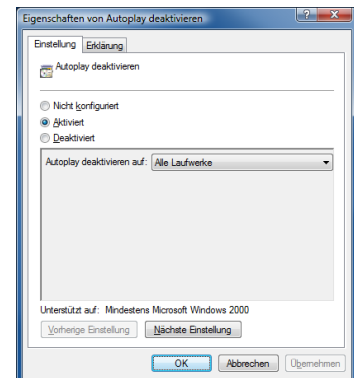 Eigenschaften von Autoplay deaktivieren
Einstellung Erklärung
Autoplay deaktivieren
Nicht konfiguriert
Aktiviert
Deaktiviert
Autoplay deaktivieren auf: Alle Laufwerke
Unterstützt auf: Mindestens Microsoft Windows 2000
Vorherige Einstellung Nächste Einstellung
OK Abbrechen Übernehmen